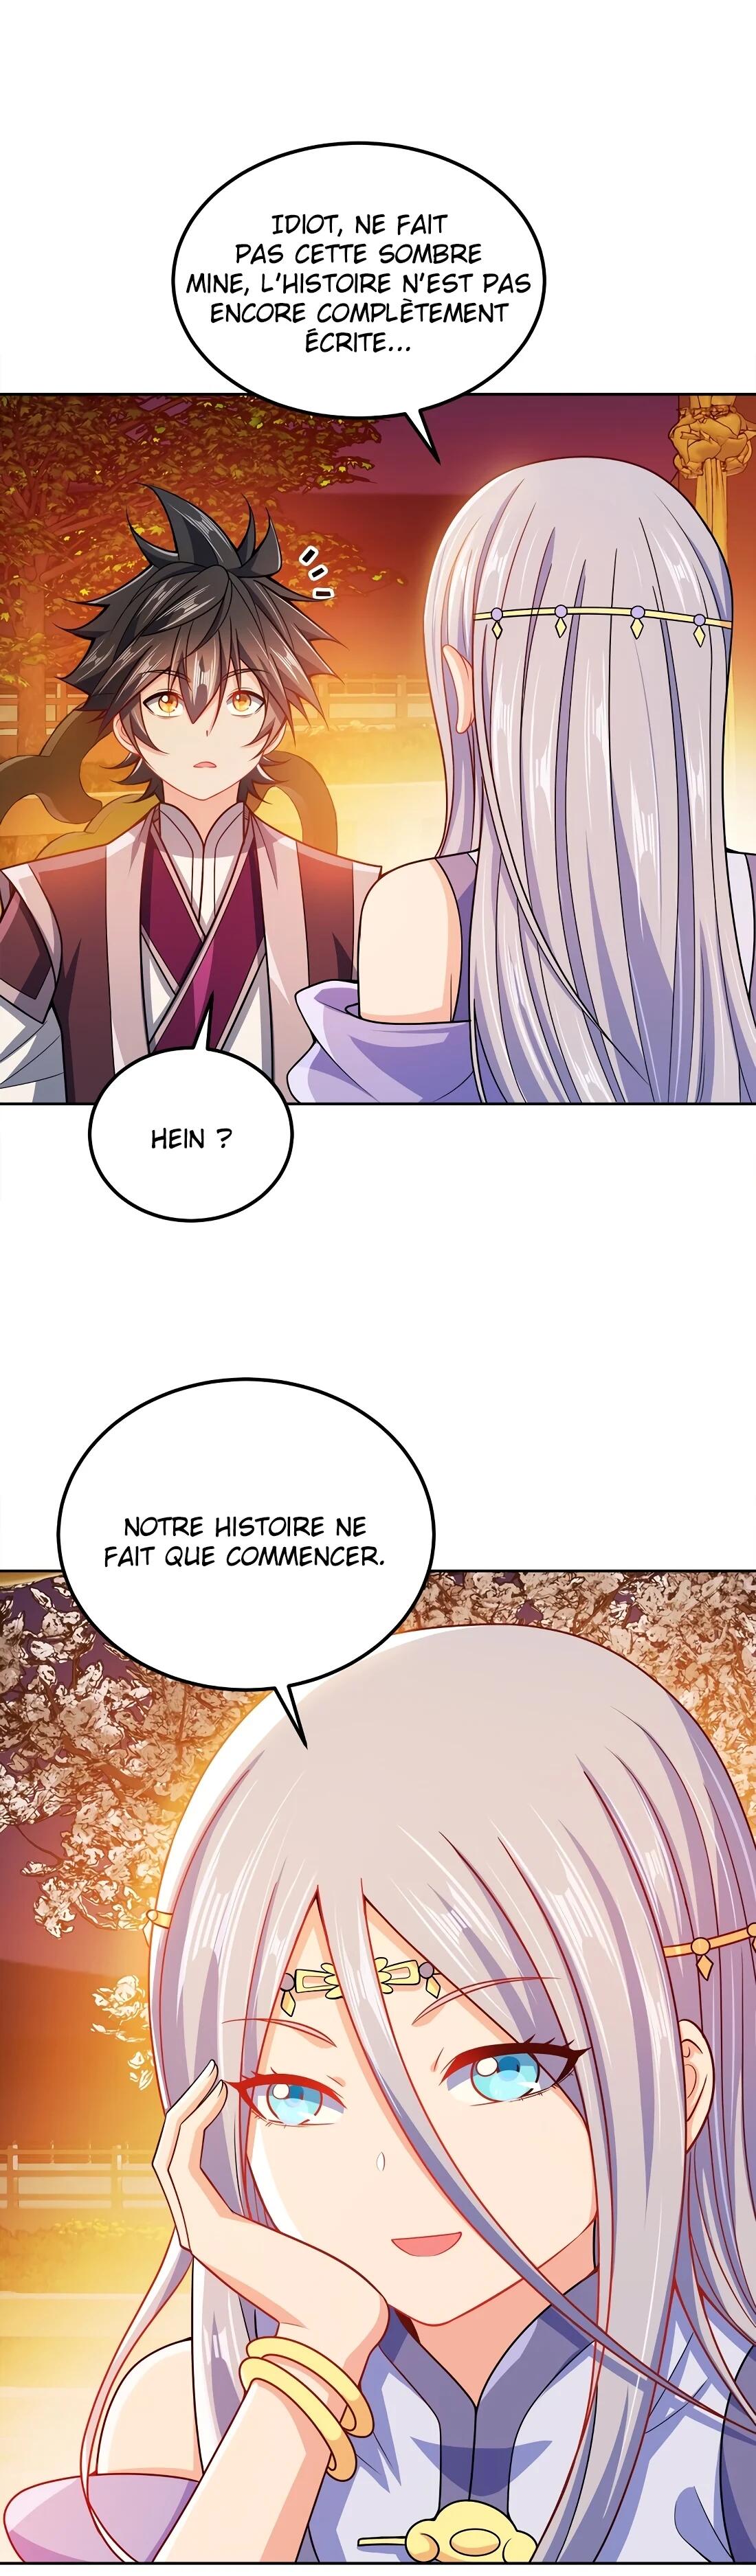 IDIOT, NE FAIT
PAS CETTE SOMBRE
MINE, L'HISTOIRE N'EST PAS
ENCORE COMPLÈTEMENT
ÉCRITE...
HEIN ?
NOTRE HISTOIRE NE
FAIT QUE COMMENCER.